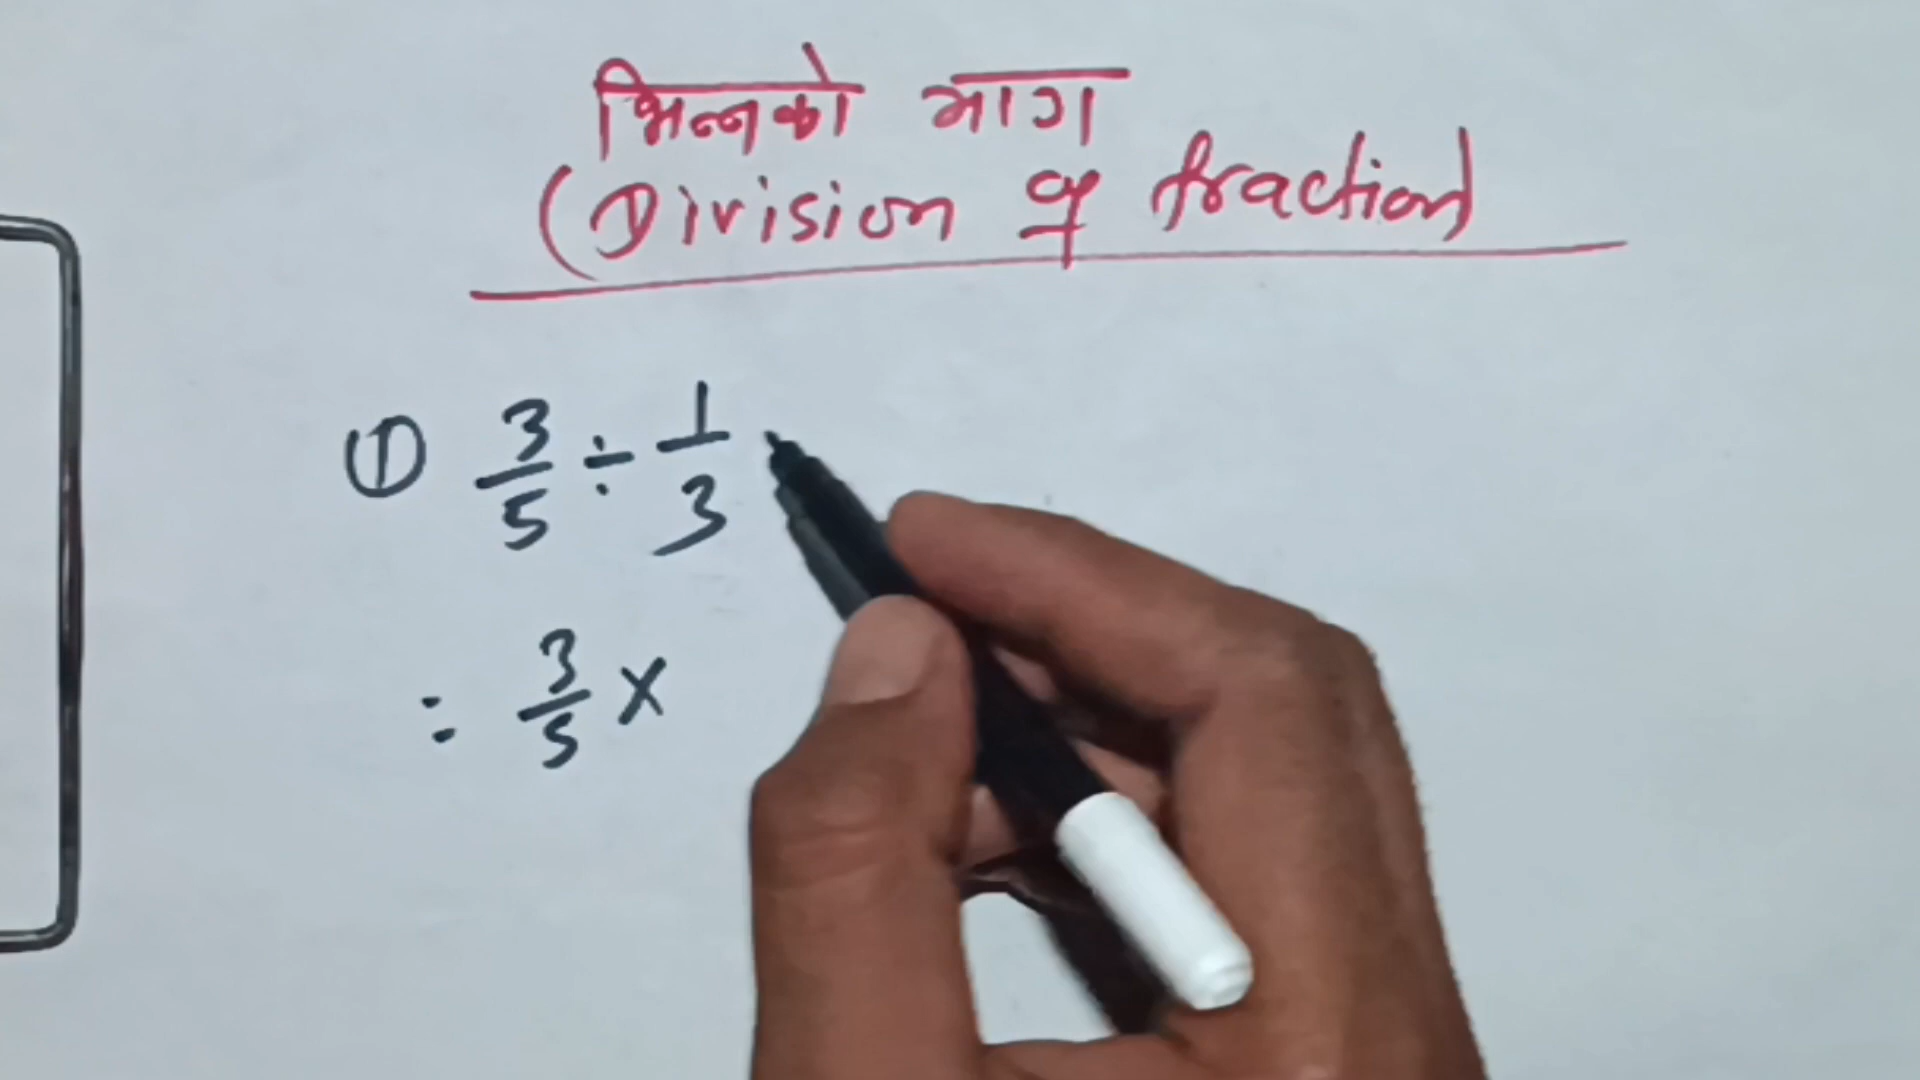 भिन्नको भाग
(Division of fraction)
① 3/5 ÷ 1/3
= 3/5 ×